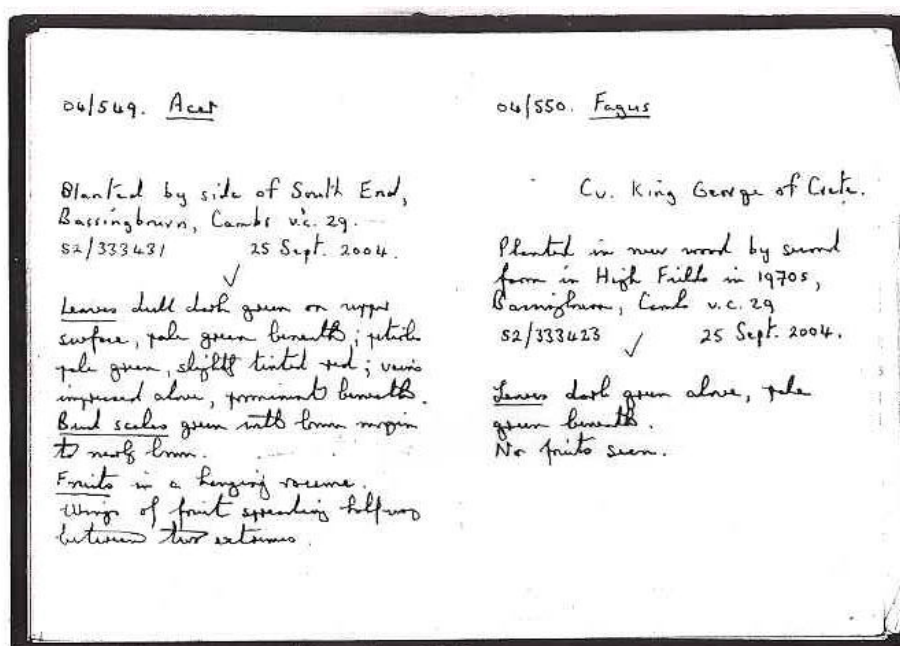 04/549. Acer
Planted by side of South End,
Bassingbourn, Cambs v.c. 29.
52/333431 25 Sept. 2004.
✓
Leaves dull dark green on upper
surface, pale green beneath; petiole
pale green, slightly tinted red; veins
impressed above, prominent beneath.
Bud scales green with brown margin
to nearly brown.
Fruits in a hanging raceme.
Wings of fruit spreading halfway
between two extremes.
04/550. Fagus
Cv. King George of Crete.
Planted in new wood by second
farm in High Fields in 1970s,
Bassingbourn, Cambs v.c. 29
52/333423 25 Sept. 2004.
✓
Leaves dark green above, pale
green beneath.
No fruits seen.